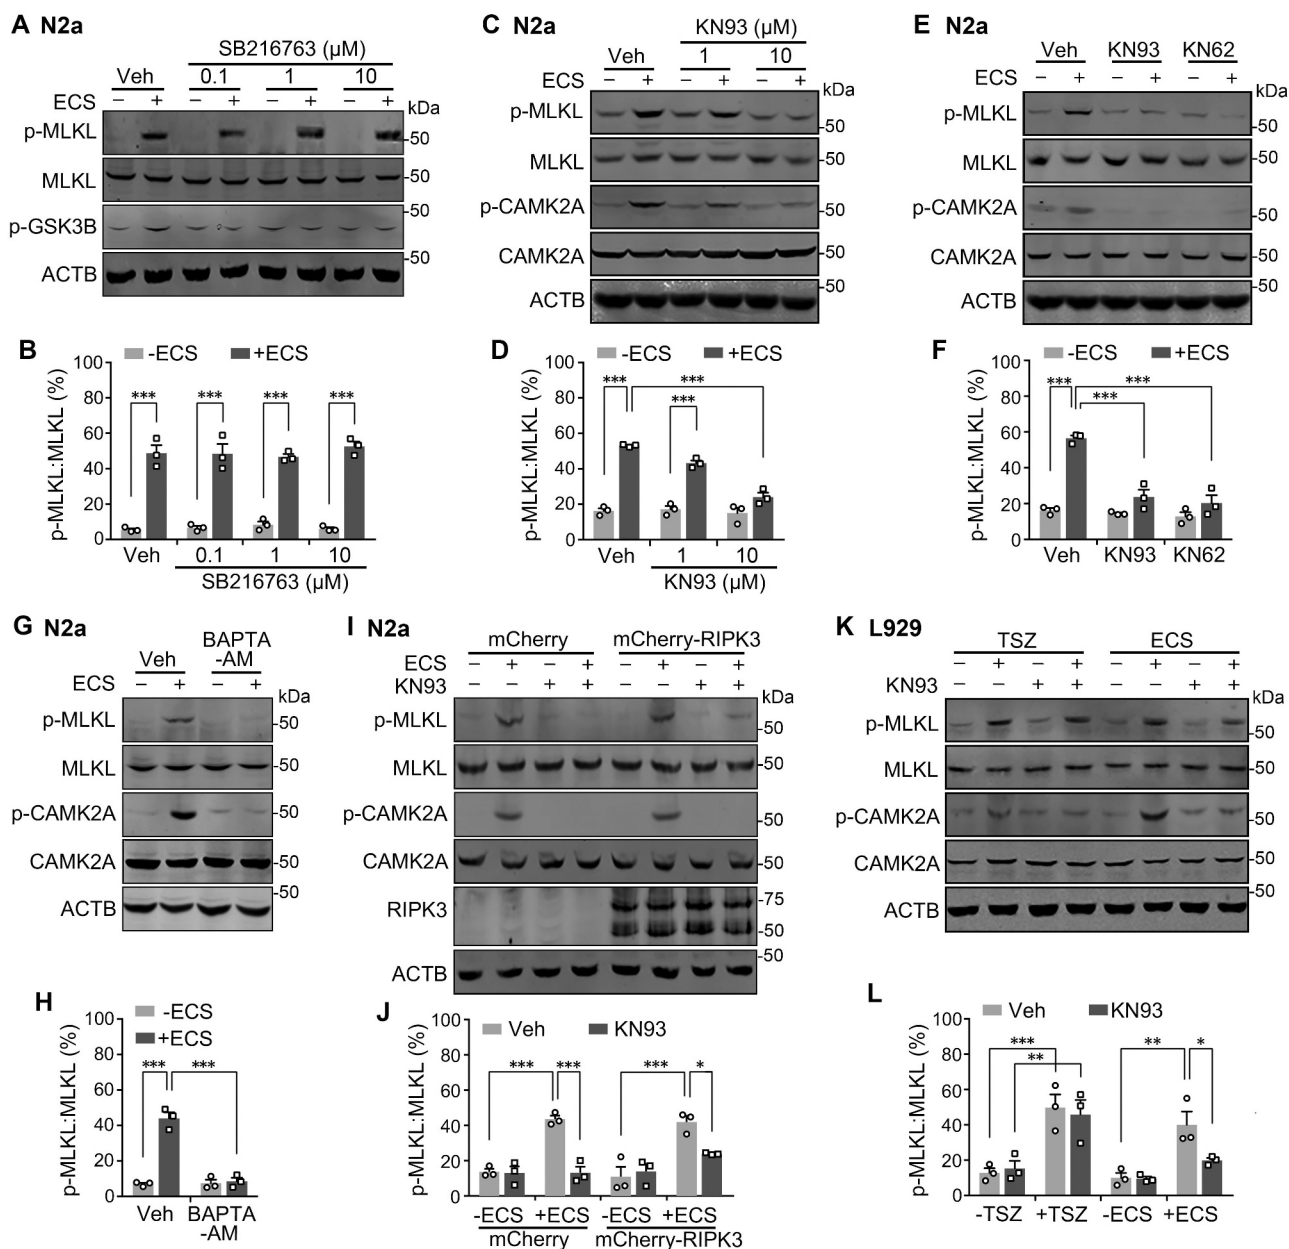 A N2a
SB216763 (μM)
Veh 0.1 1 10
ECS − + − + − + − +
kDa
p-MLKL
-50
MLKL
-50
p-GSK3B
-50
ACTB
-50
B
-ECS +ECS
p-MLKL:MLKL (%)
100
80
60
40
20
0
*** *** *** ***
Veh 0.1 1 10
SB216763 (μM)
C N2a
KN93 (μM)
Veh 1 10
ECS − + − + − +
kDa
p-MLKL
-50
MLKL
-50
p-CAMK2A
-50
CAMK2A
-50
ACTB
-50
D
-ECS +ECS
p-MLKL:MLKL (%)
100
80
60
40
20
0
*** ***
***
Veh 1 10
KN93 (μM)
E N2a
Veh KN93 KN62
ECS − + − + − +
kDa
p-MLKL
-50
MLKL
-50
p-CAMK2A
-50
CAMK2A
-50
ACTB
-50
F
-ECS +ECS
p-MLKL:MLKL (%)
100
80
60
40
20
0
*** ***
***
Veh KN93 KN62
G N2a
BAPTA
Veh -AM
ECS − + − +
kDa
p-MLKL
-50
MLKL
-50
p-CAMK2A
-50
CAMK2A
-50
ACTB
-50
H
-ECS
+ECS
p-MLKL:MLKL (%)
100
80
60
40
20
0
*** ***
Veh BAPTA
-AM
I N2a
mCherry mCherry-RIPK3
ECS − + − + − + − +
KN93 − − + + − − + +
kDa
p-MLKL
-50
MLKL
-50
p-CAMK2A
-50
CAMK2A
-50
RIPK3
-75
-50
ACTB
-50
J
Veh KN93
p-MLKL:MLKL (%)
100
80
60
40
20
0
*** *** *** *
-ECS +ECS -ECS +ECS
mCherry mCherry-RIPK3
K L929
TSZ ECS
− + − + − + − +
KN93 − − + + − − + +
kDa
p-MLKL
-50
MLKL
-50
p-CAMK2A
-50
CAMK2A
-50
ACTB
-50
L
Veh KN93
p-MLKL:MLKL (%)
100
80
60
40
20
0
*** ** *
**
-TSZ +TSZ -ECS +ECS